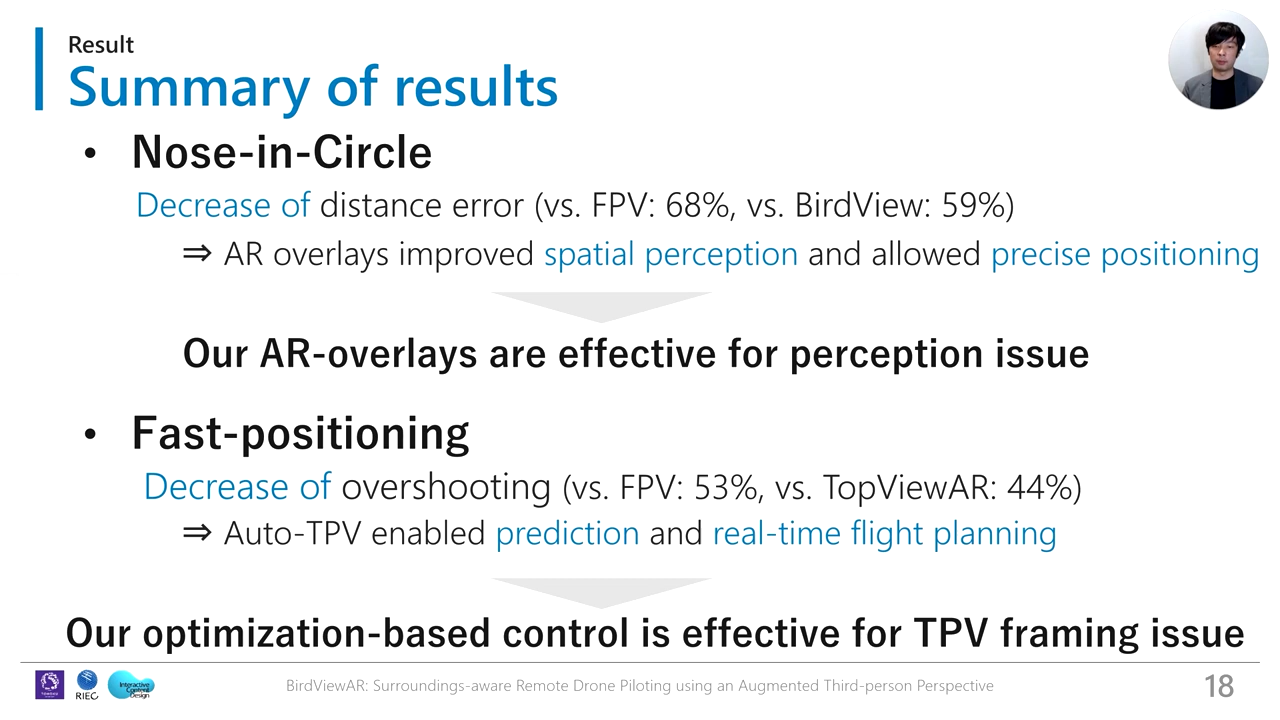 Result
Summary of results
• Nose-in-Circle
Decrease of distance error (vs. FPV: 68%, vs. BirdView: 59%)
⇒ AR overlays improved spatial perception and allowed precise positioning
Our AR-overlays are effective for perception issue
• Fast-positioning
Decrease of overshooting (vs. FPV: 53%, vs. TopViewAR: 44%)
⇒ Auto-TPV enabled prediction and real-time flight planning
Our optimization-based control is effective for TPV framing issue
RIEC
Interactive
Content
Design
BirdViewAR: Surroundings-aware Remote Drone Piloting using an Augmented Third-person Perspective
18